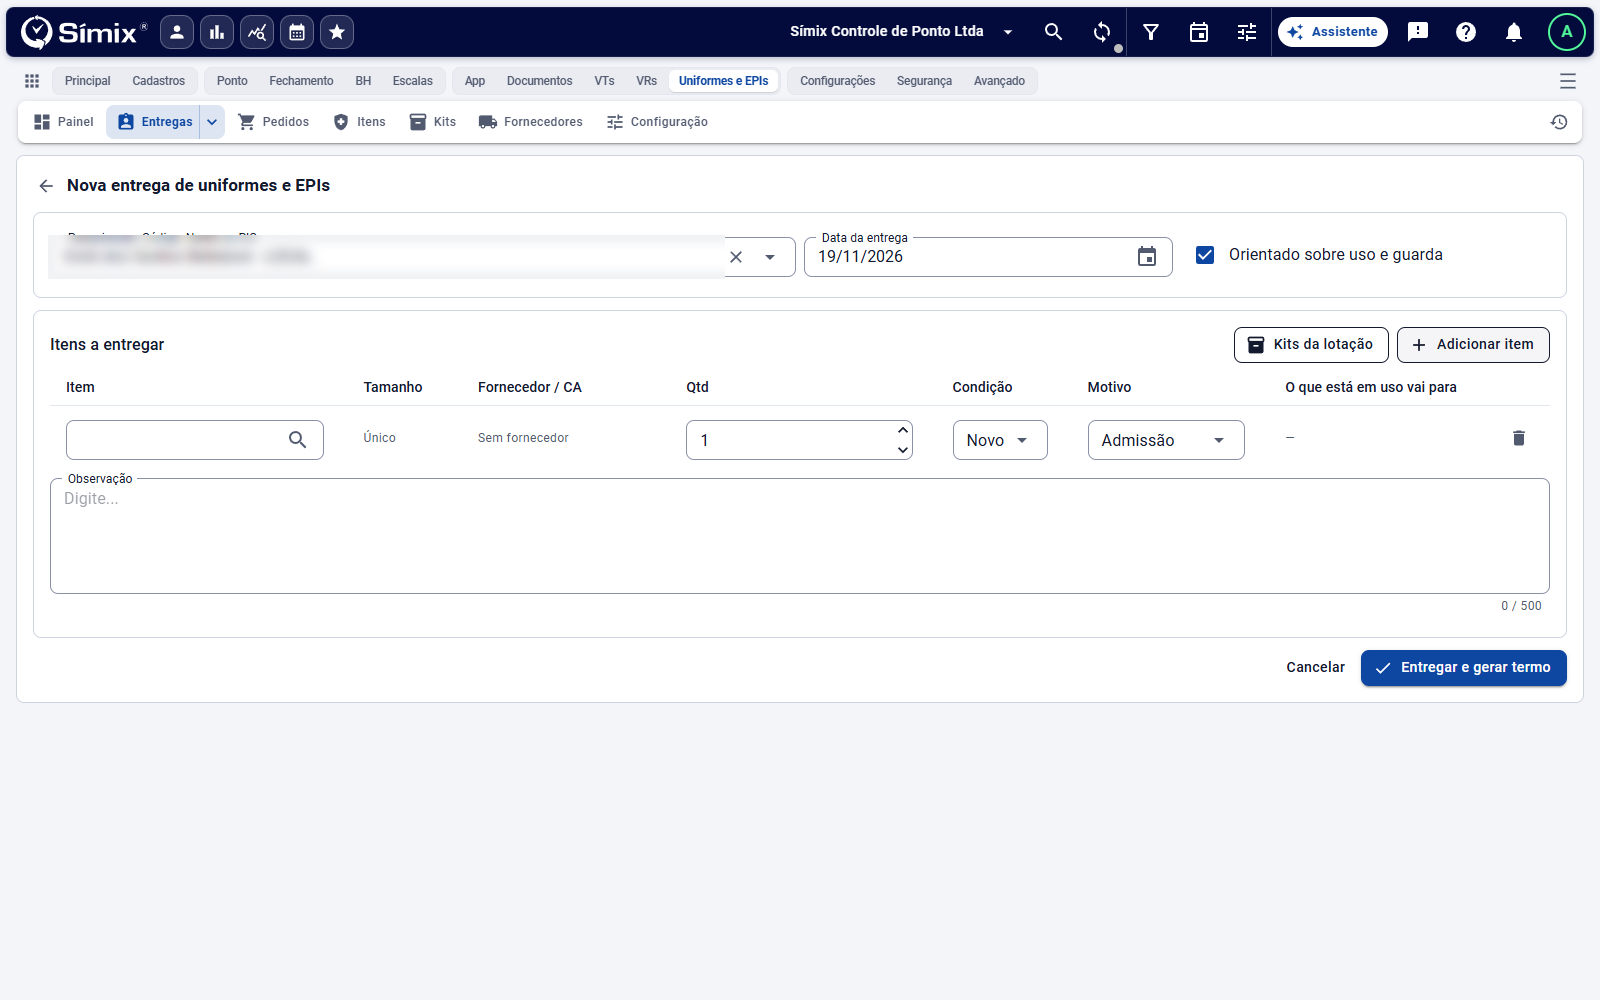 Símix®
Símix Controle de Ponto Ltda
Assistente
A
Principal Cadastros Ponto Fechamento BH Escalas App Documentos VTs VRs Uniformes e EPIs Configurações Segurança Avançado
Painel Entregas Pedidos Itens Kits Fornecedores Configuração
Nova entrega de uniformes e EPIs
Data da entrega
19/11/2026
Orientado sobre uso e guarda
Itens a entregar
Kits da lotação
Adicionar item
Item Tamanho Fornecedor / CA Qtd Condição Motivo O que está em uso vai para
Único Sem fornecedor 1 Novo Admissão –
Observação
Digite...
0 / 500
Cancelar
Entregar e gerar termo